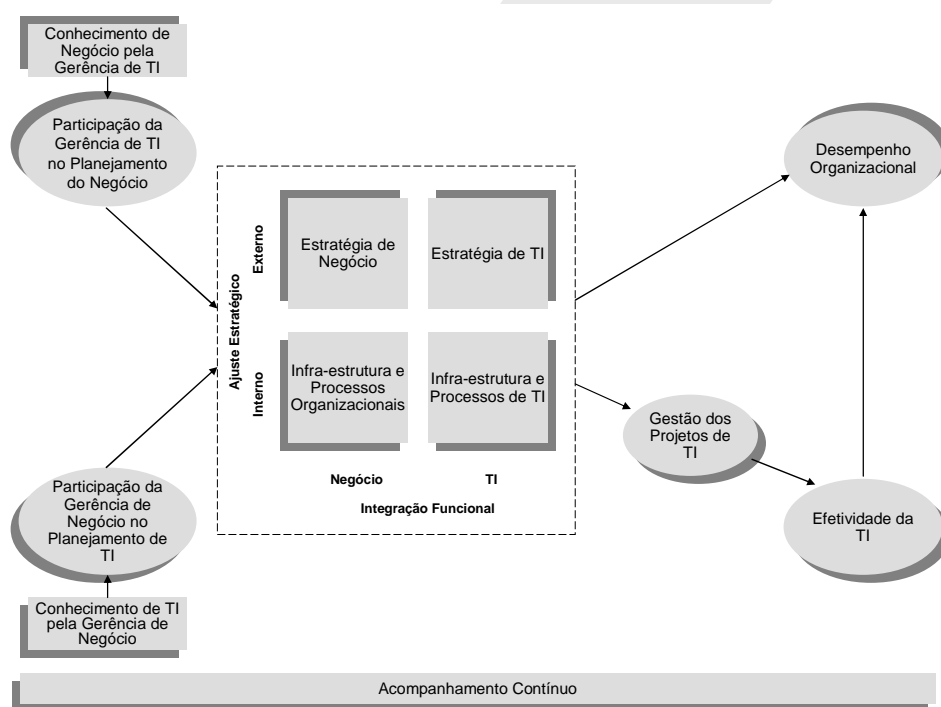 Conhecimento de
Negócio pela
Gerência de TI
Participação da
Gerência de TI
no Planejamento
do Negócio
Desempenho
Organizacional
Ajuste Estratégico
Externo
Estratégia de
Negócio
Estratégia de TI
Interno
Infra-estrutura e
Processos
Organizacionais
Infra-estrutura e
Processos de TI
Negócio
TI
Integração Funcional
Gestão dos
Projetos de
TI
Participação da
Gerência de
Negócio no
Planejamento de
TI
Efetividade da
TI
Conhecimento de TI
pela Gerência de
Negócio
Acompanhamento Contínuo